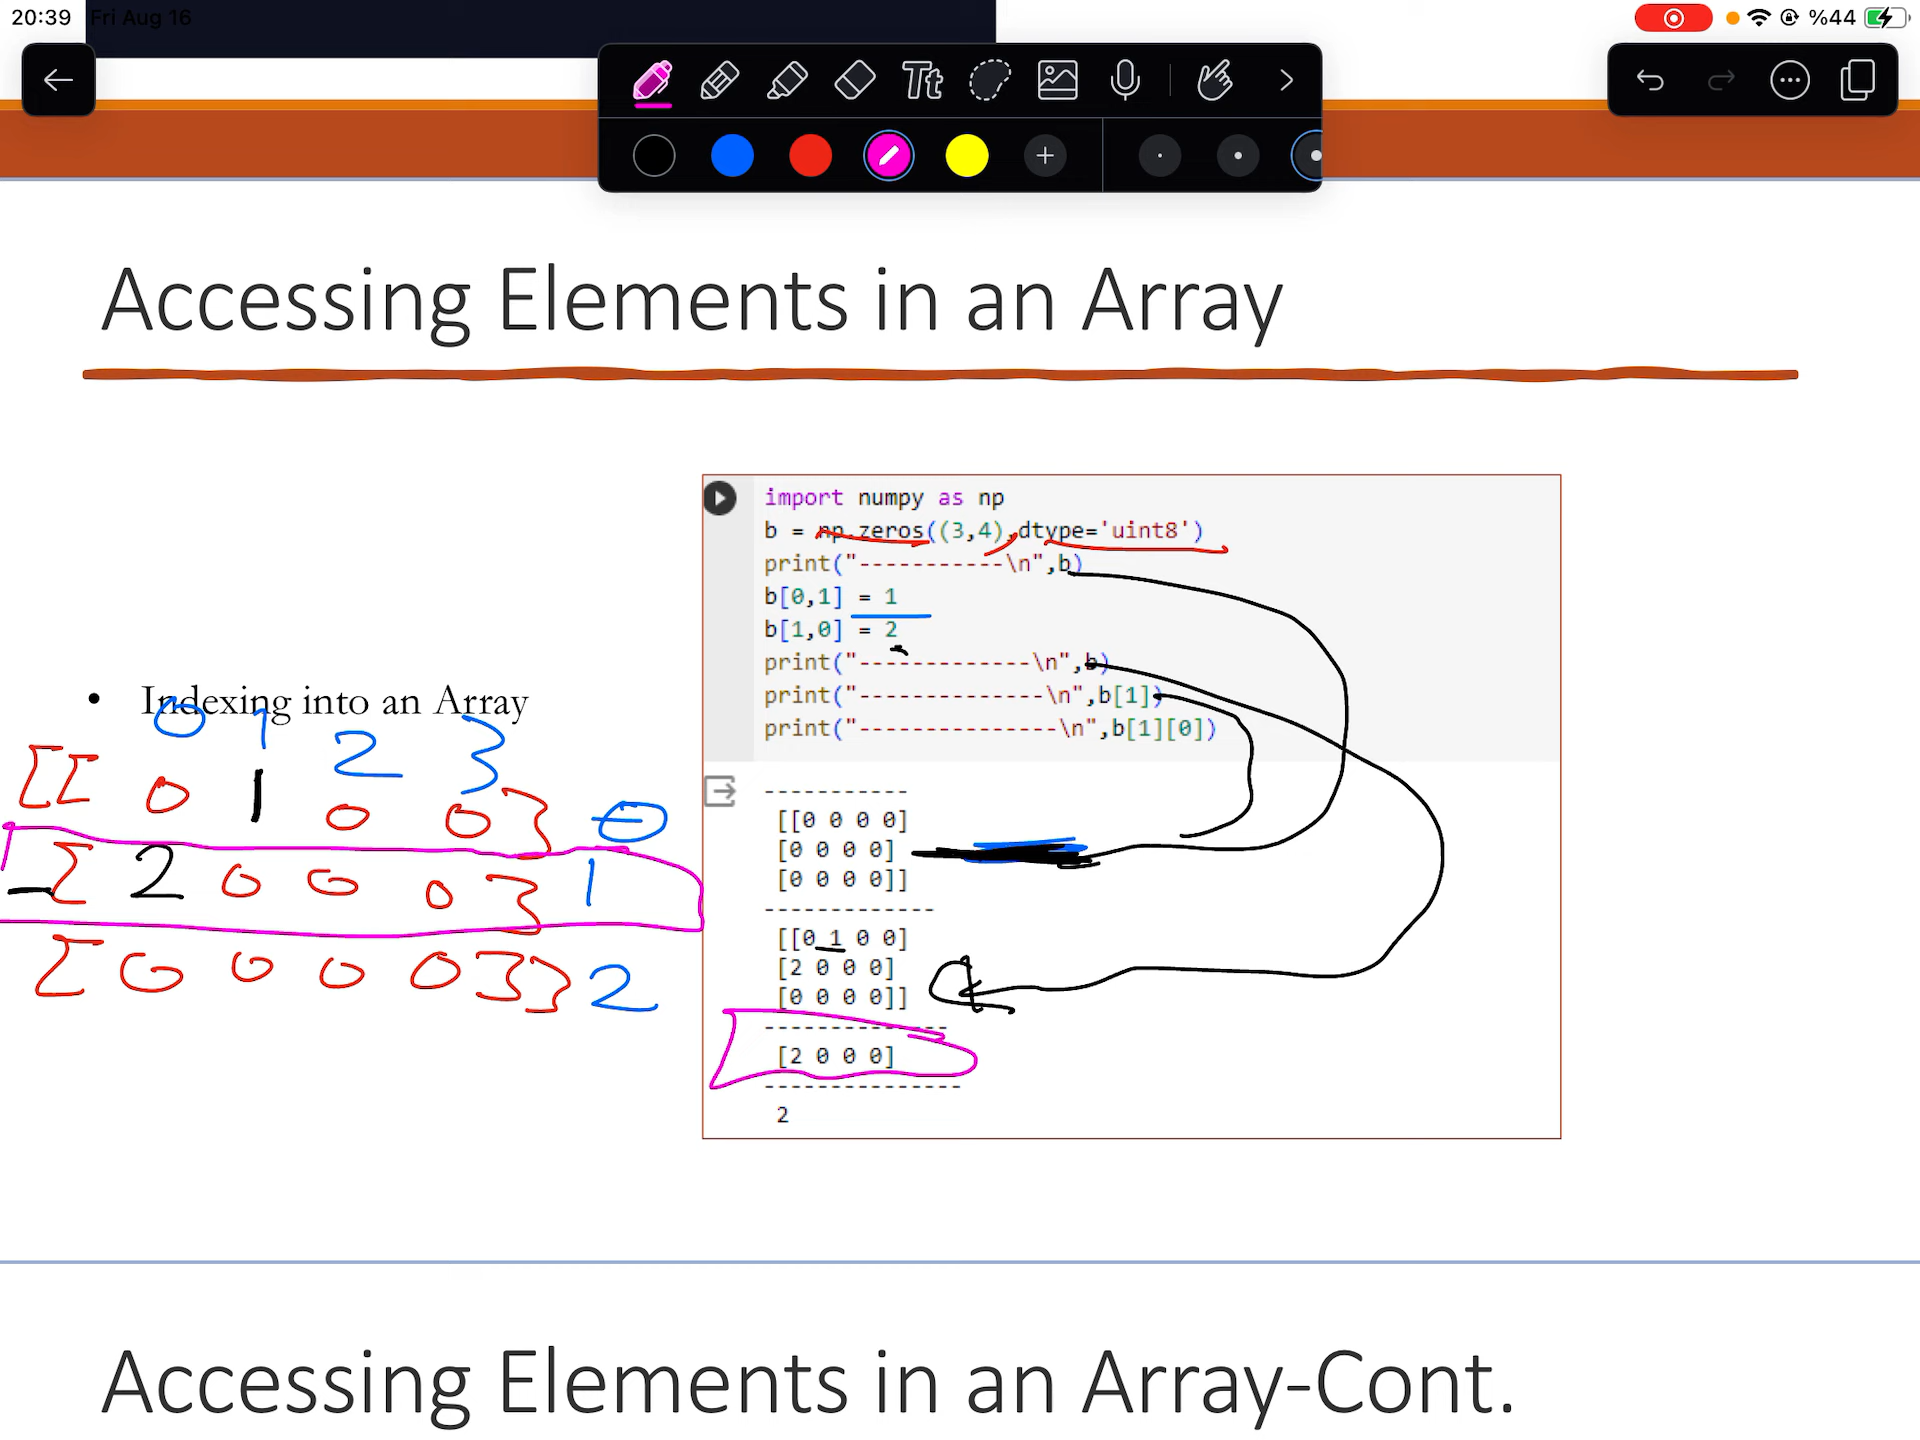 20:39 Fri Aug 16
%44
Tt
Accessing Elements in an Array
import numpy as np
b = np.zeros((3,4),dtype='uint8')
print("-----------\n",b)
b[0,1] = 1
b[1,0] = 2
print("-------------\n",b)
print("--------------\n",b[1])
print("---------------\n",b[1][0])
• Indexing into an Array
0 1 2 3
[[ 0 1 0 0 ] 0
[ 2 0 0 0 ] 1
[ 0 0 0 0 ]] 2
-----------
[[0 0 0 0]
[0 0 0 0]
[0 0 0 0]]
-------------
[[0 1 0 0]
[2 0 0 0]
[0 0 0 0]]
--------------
[2 0 0 0]
---------------
2
Accessing Elements in an Array-Cont.